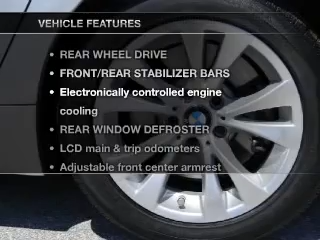 VEHICLE FEATURES
• REAR WHEEL DRIVE
• FRONT/REAR STABILIZER BARS
• Electronically controlled engine
cooling
• REAR WINDOW DEFROSTER
• LCD main & trip odometers
• Adjustable front center armrest